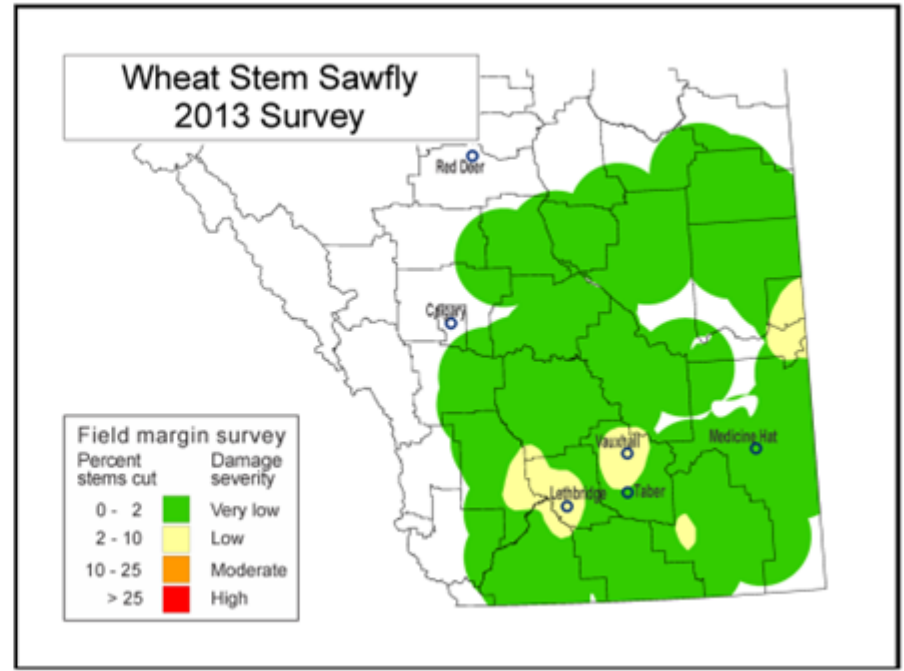 Wheat Stem Sawfly
2013 Survey
Red Deer
Calgary
Vauxhall
Medicine Hat
Lethbridge
Taber
Field margin survey
Percent stems cut
Damage severity
0 - 2 Very low
2 - 10 Low
10 - 25 Moderate
> 25 High